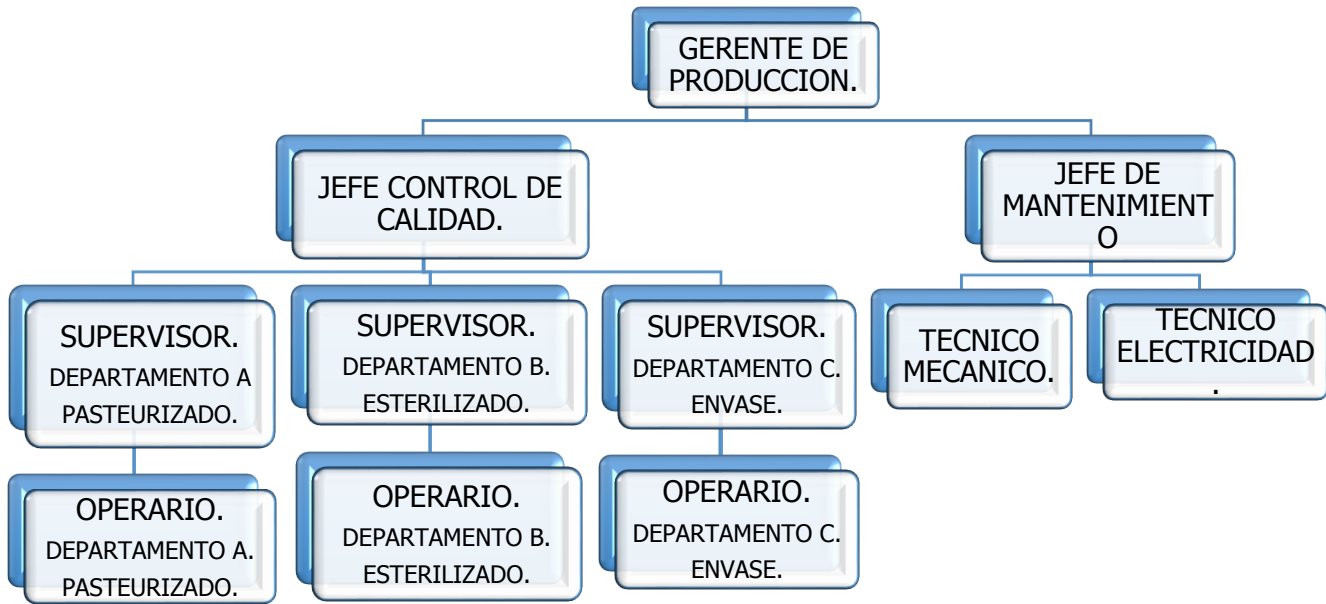 GERENTE DE
PRODUCCION.
JEFE CONTROL DE
CALIDAD.
JEFE DE
MANTENIMIENT
O
SUPERVISOR.
DEPARTAMENTO A
PASTEURIZADO.
SUPERVISOR.
DEPARTAMENTO B.
ESTERILIZADO.
SUPERVISOR.
DEPARTAMENTO C.
ENVASE.
TECNICO
MECANICO.
TECNICO
ELECTRICIDAD
.
OPERARIO.
DEPARTAMENTO A.
PASTEURIZADO.
OPERARIO.
DEPARTAMENTO B.
ESTERILIZADO.
OPERARIO.
DEPARTAMENTO C.
ENVASE.